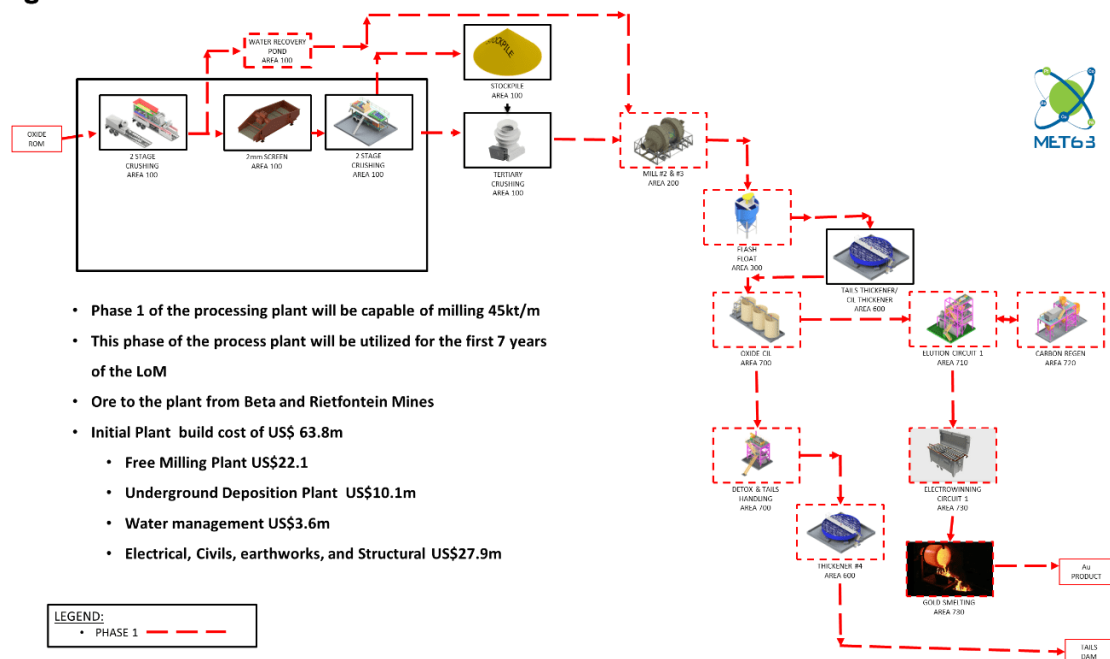 WATER RECOVERY
POND
AREA 100
STOCKPILE
STOCKPILE
AREA 100
OXIDE
ROM
2 STAGE
CRUSHING
AREA 100
2mm SCREEN
AREA 100
2 STAGE
CRUSHING
AREA 100
TERTIARY
CRUSHING
AREA 100
MILL #2 & #3
AREA 200
MET63
FLASH
FLOAT
AREA 300
TAILS THICKENER/
CIL THICKENER
AREA 600
OXIDE CIL
AREA 700
ELUTION CIRCUIT 1
AREA 710
CARBON REGEN
AREA 720
• Phase 1 of the processing plant will be capable of milling 45kt/m
• This phase of the process plant will be utilized for the first 7 years
of the LoM
• Ore to the plant from Beta and Rietfontein Mines
• Initial Plant build cost of US$ 63.8m
• Free Milling Plant US$22.1
• Underground Deposition Plant US$10.1m
• Water management US$3.6m
• Electrical, Civils, earthworks, and Structural US$27.9m
DETOX & TAILS
HANDLING
AREA 700
ELECTROWINNING
CIRCUIT 1
AREA 730
THICKENER #4
AREA 600
GOLD SMELTING
AREA 730
Au
PRODUCT
TAILS
DAM
LEGEND:
• PHASE 1